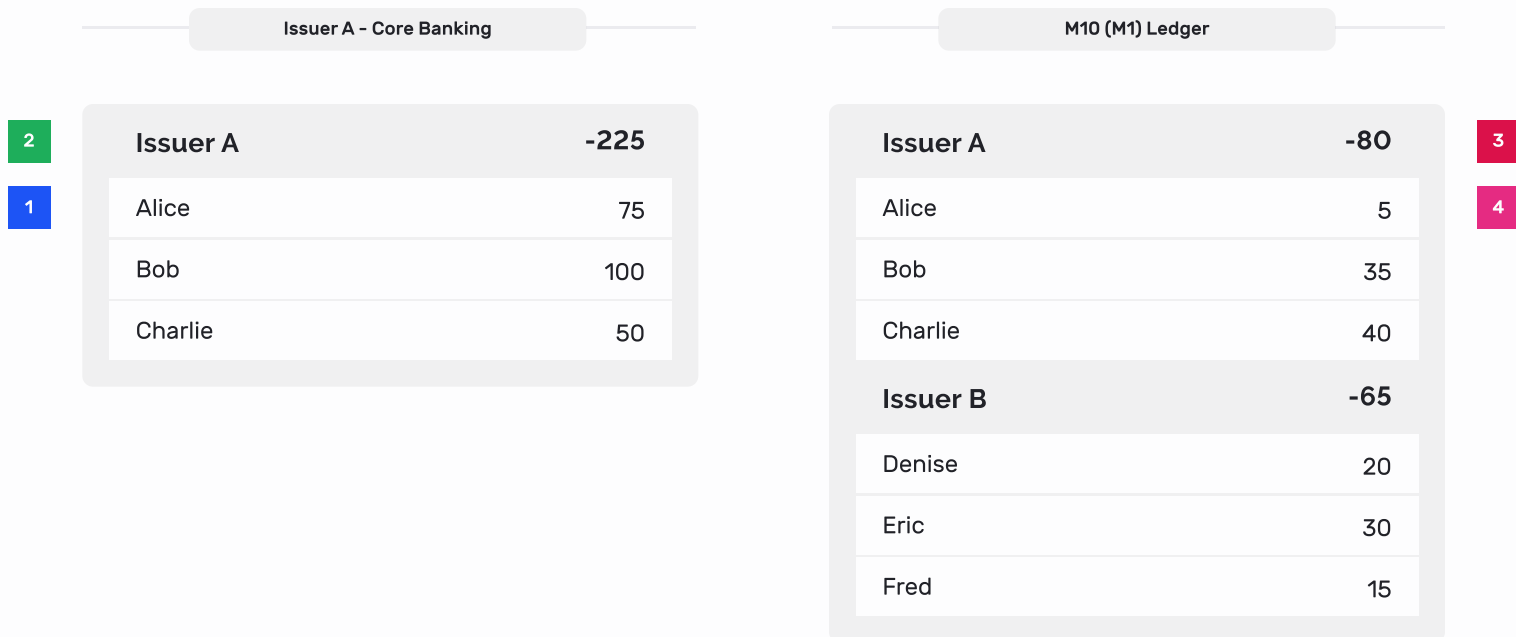 Issuer A - Core Banking
2
Issuer A -225
1
Alice 75
Bob 100
Charlie 50
M10 (M1) Ledger
Issuer A -80
3
Alice 5
4
Bob 35
Charlie 40
Issuer B -65
Denise 20
Eric 30
Fred 15